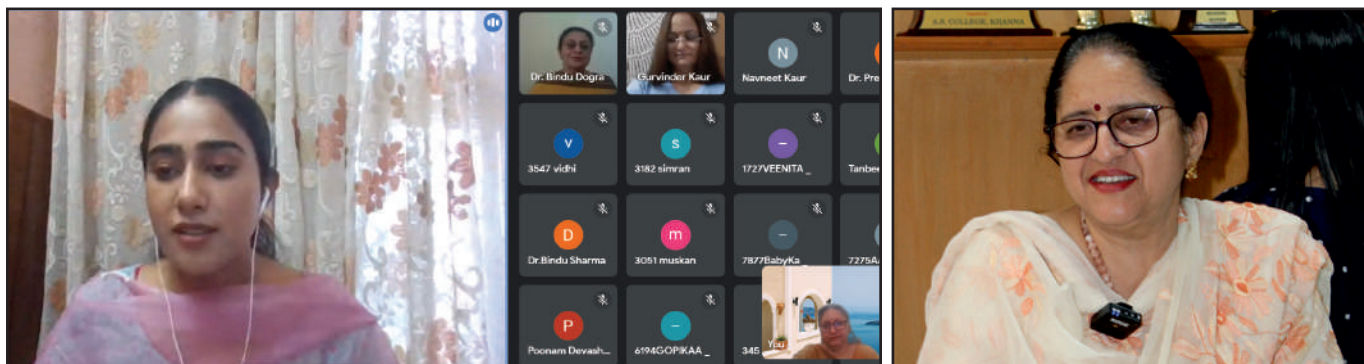 Dr. Bindu Dogra
Gurvinder Kaur
Navneet Kaur
Dr. Pre
N
V
S
–
3547 vidhi
3182 simran
1727VEENITA _
Tanbee
D
m
–
Dr.Bindu Sharma
3051 muskan
7877BabyKa
7275A
P
–
Poonam Devash...
6194GOPIKAA _
345
You
S.R. COLLEGE, KHANNA